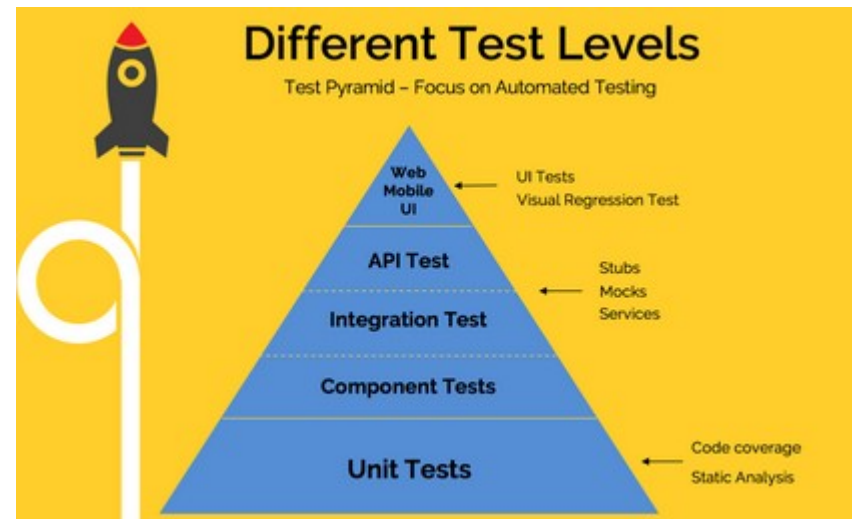 Different Test Levels
Test Pyramid – Focus on Automated Testing
Web
Mobile
UI
UI Tests
Visual Regression Test
API Test
Stubs
Mocks
Services
Integration Test
Component Tests
Unit Tests
Code coverage
Static Analysis